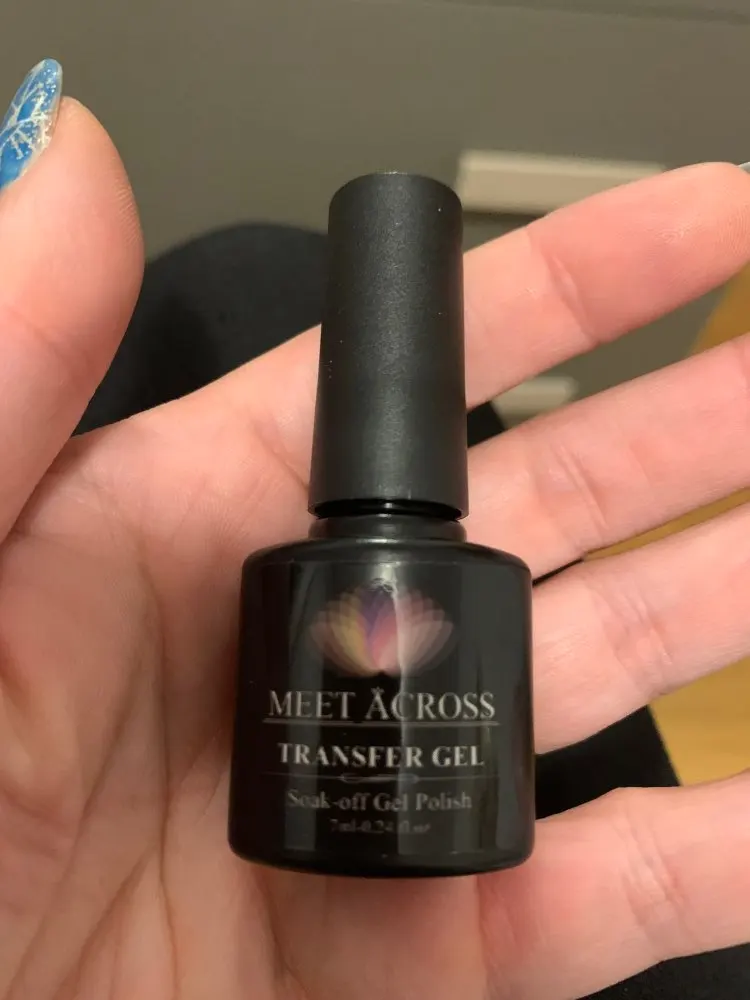 MEET ACROSS
TRANSFER GEL
Soak-off Gel Polish
7ml-0.24 fl oz